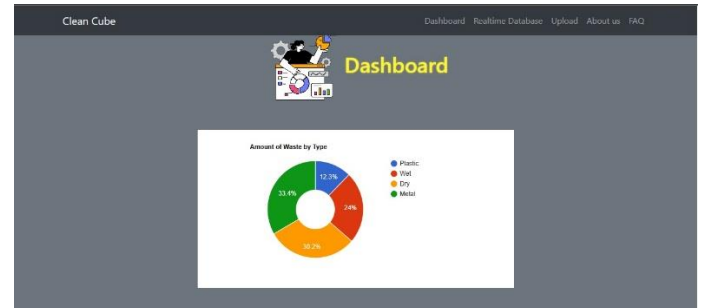 Clean Cube
Dashboard Realtime Database Upload About us FAQ
Dashboard
Amount of Waste by Type
Plastic
Wet
Dry
Metal
12.3%
33.4%
24%
30.2%